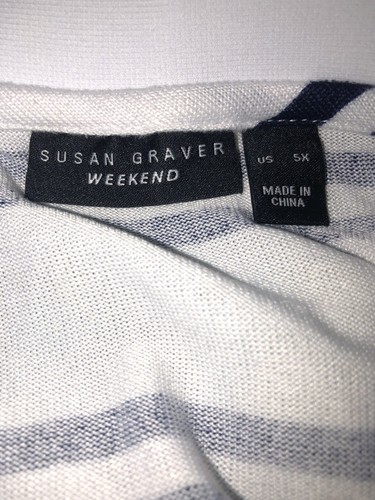 SUSAN GRAVER
WEEKEND
US 5X
MADE IN
CHINA